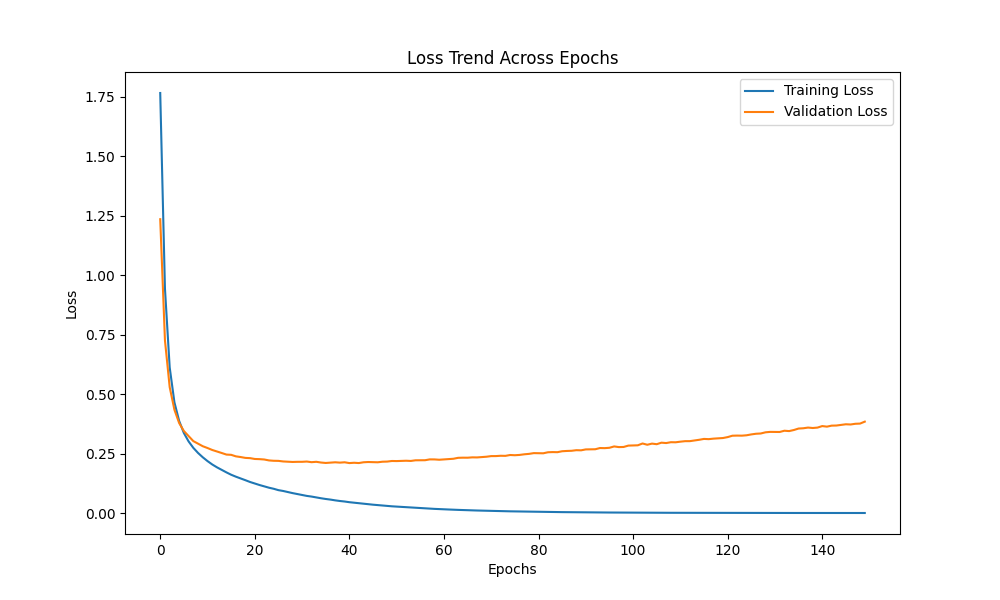 Loss Trend Across Epochs
Training Loss
Validation Loss
1.75
1.50
1.25
1.00
0.75
0.50
0.25
0.00
Loss
0 20 40 60 80 100 120 140
Epochs